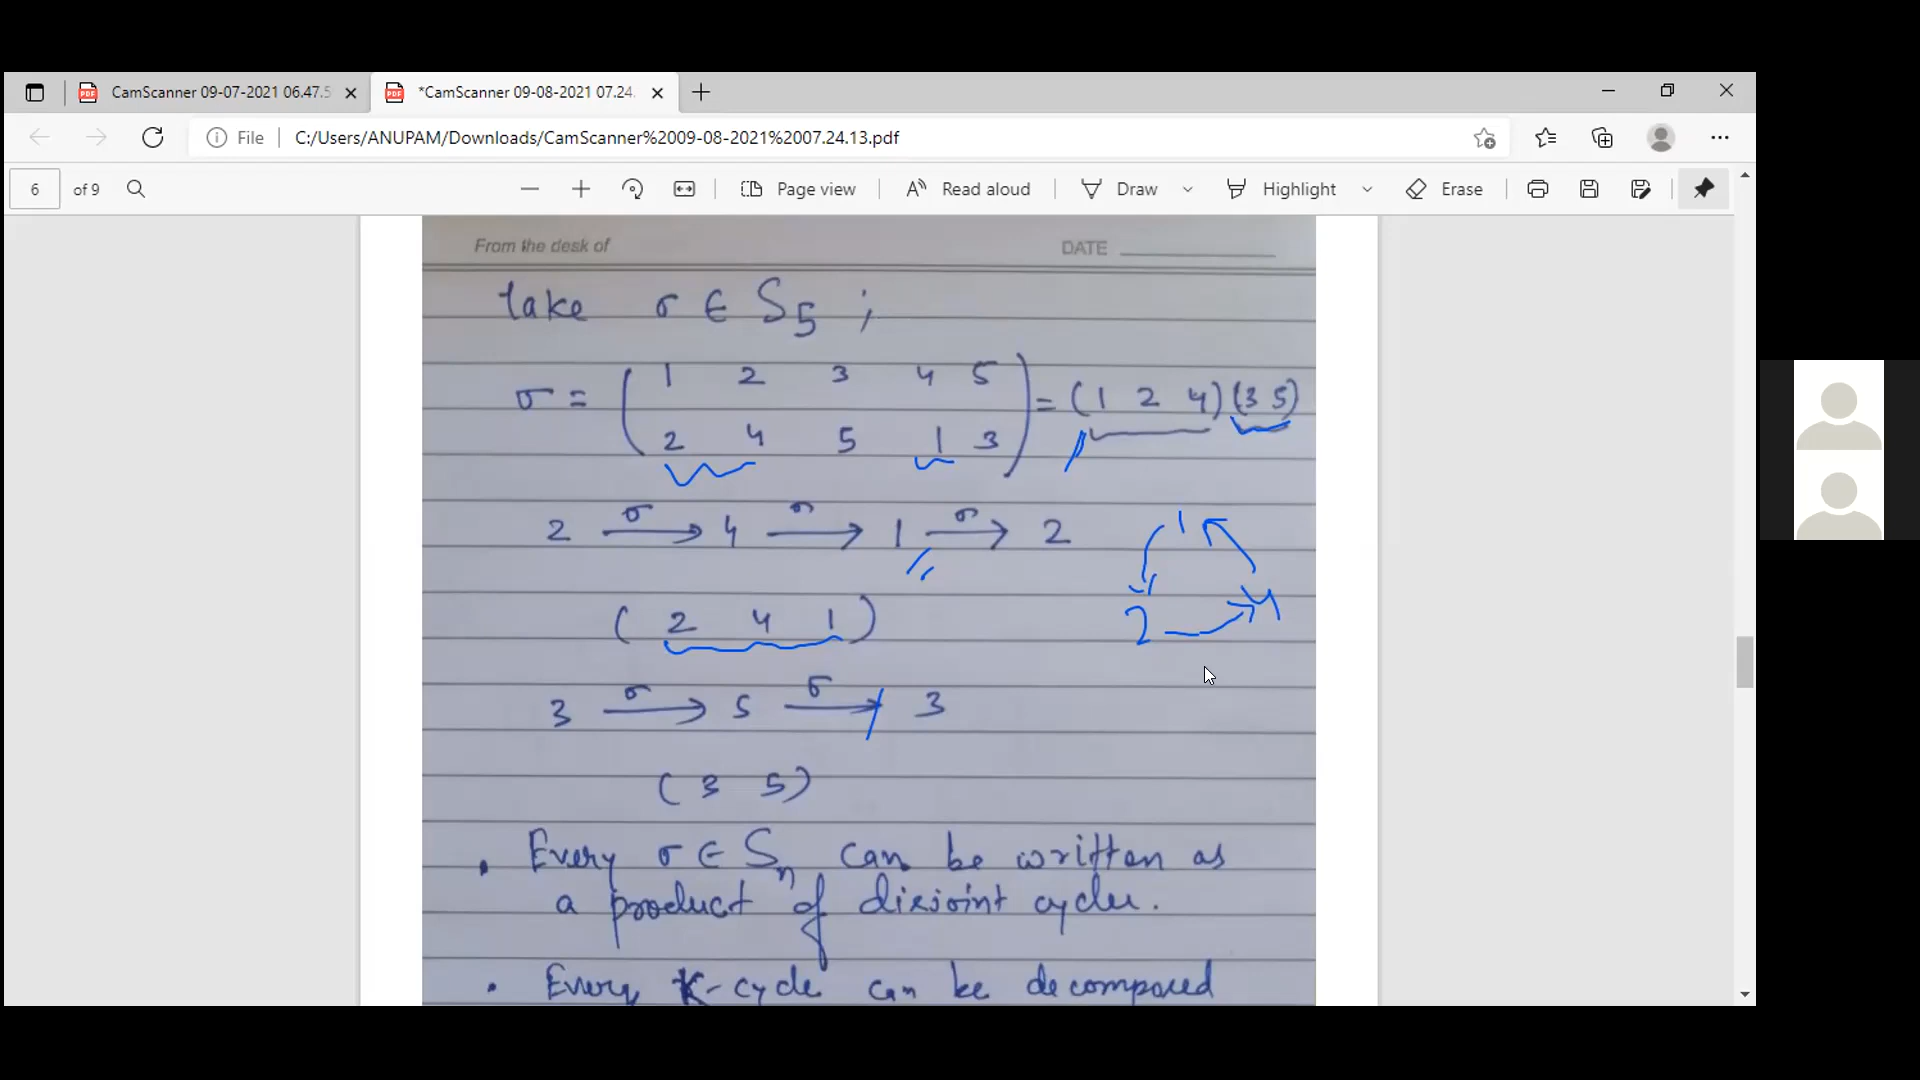 CamScanner 09-07-2021 06.47.5
*CamScanner 09-08-2021 07.24.
File C:/Users/ANUPAM/Downloads/CamScanner%2009-08-2021%2007.24.13.pdf
6 of 9 Page view Read aloud Draw Highlight Erase
From the desk of DATE
take σ ∈ S5 ;
1 2 3 4 5
σ = ( ) = (1 2 4)(3 5)
2 4 5 1 3
2 σ→ 4 σ→ 1 σ→ 2
1
2 → 4
( 2 4 1 )
3 σ→ 5 σ→ 3
( 3 5 )
• Every σ ∈ Sn can be written as
a product of disjoint cycles.
• Every K-cycle can be decomposed